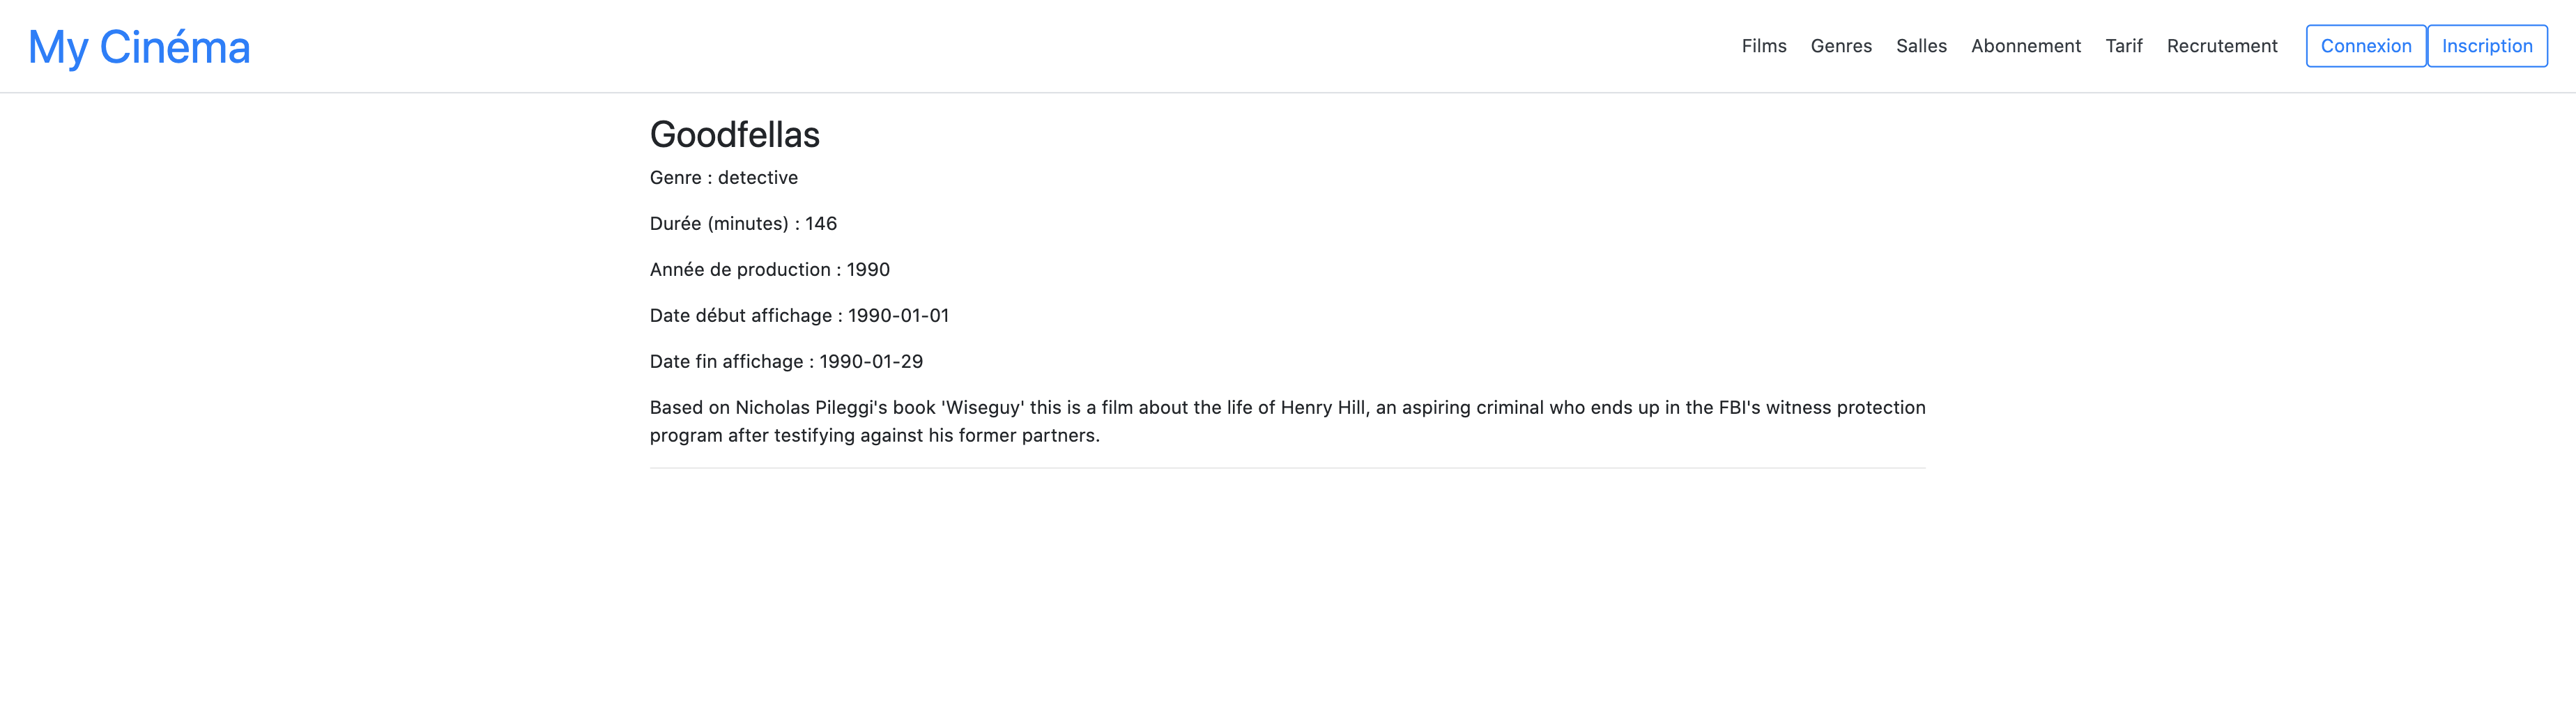 My Cinéma
Films Genres Salles Abonnement Tarif Recrutement Connexion Inscription
Goodfellas
Genre : detective
Durée (minutes) : 146
Année de production : 1990
Date début affichage : 1990-01-01
Date fin affichage : 1990-01-29
Based on Nicholas Pileggi's book 'Wiseguy' this is a film about the life of Henry Hill, an aspiring criminal who ends up in the FBI's witness protection
program after testifying against his former partners.